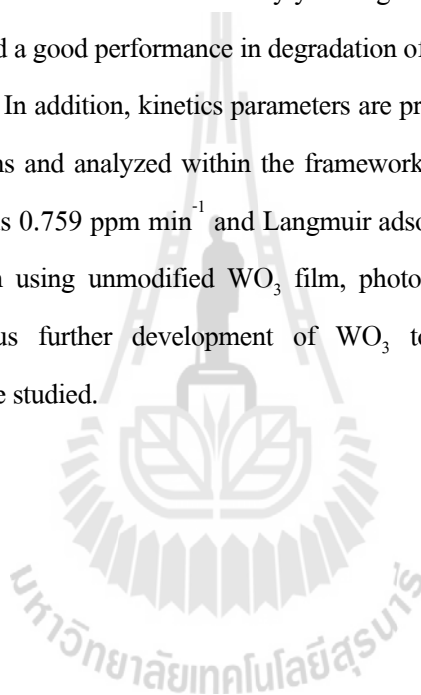 d a good performance in degradation of
In addition, kinetics parameters are pr
ns and analyzed within the framework
is 0.759 ppm min⁻¹ and Langmuir adso
n using unmodified WO₃ film, photo
us further development of WO₃ to
e studied.
มหาวิทยาลัยเทคโนโลยีสุรนารี